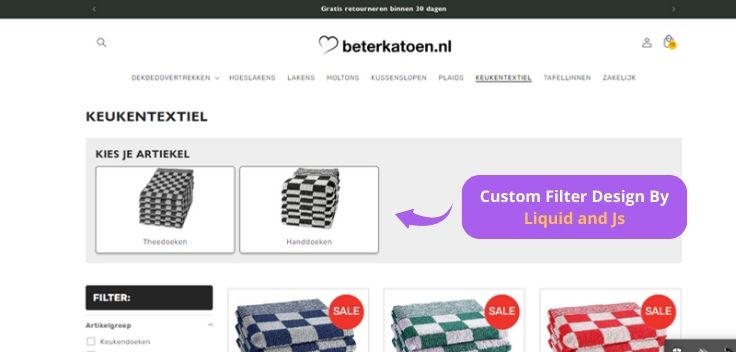 Gratis retourneren binnen 30 dagen
beterkatoen.nl
DEKBEDOVERTREKKEN HOESLAKENS LAKENS MOLTONS KUSSENSLOPEN PLAIDS KEUKENTEXTIEL TAFELLINNEN ZAKELIJK
KEUKENTEXTIEL
KIES JE ARTIEKEL
Theedoeken
Handdoeken
Custom Filter Design By
Liquid and Js
FILTER:
Artikelgroep
Keukendoeken
SALE
SALE
SALE